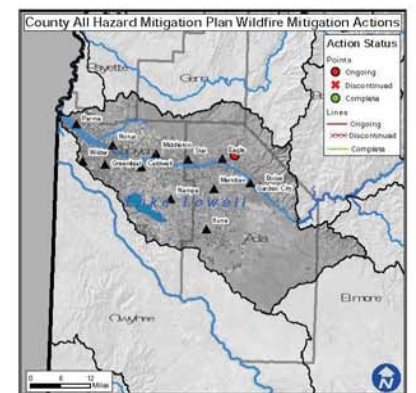 County All Hazard Mitigation Plan Wildfire Mitigation Actions
Action Status
Points
Ongoing
Discontinued
Complete
Lines
Ongoing
Discontinued
Complete
Payette
Gem
Parma
Notus
Middleton
Star
Eagle
Wilder
Greenleaf
Caldwell
Boise
Meridian
Garden City
Nampa
Lake Lowell
Kuna
Ada
Elmore
Owyhee
0 6 12
Miles
N